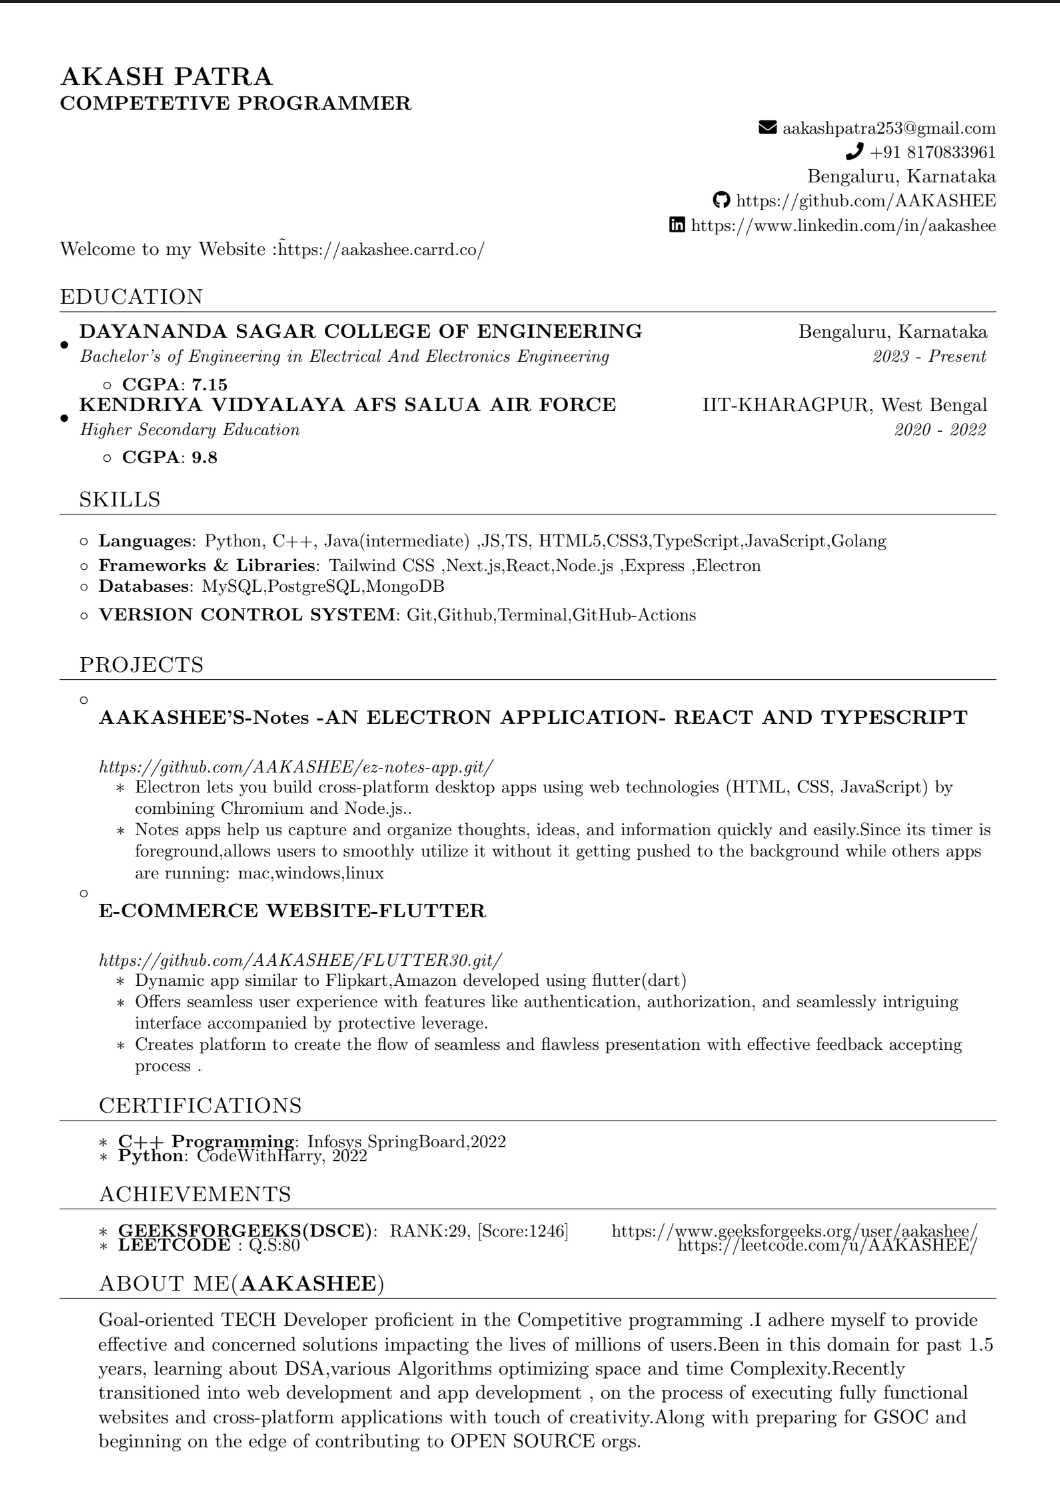 AKASH PATRA
COMPETETIVE PROGRAMMER
aakashpatra253@gmail.com
+91 8170833961
Bengaluru, Karnataka
https://github.com/AAKASHEE
https://www.linkedin.com/in/aakashee
Welcome to my Website :h̃ttps://aakashee.carrd.co/
EDUCATION
• DAYANANDA SAGAR COLLEGE OF ENGINEERING Bengaluru, Karnataka
Bachelor's of Engineering in Electrical And Electronics Engineering 2023 - Present
◦ CGPA: 7.15
• KENDRIYA VIDYALAYA AFS SALUA AIR FORCE IIT-KHARAGPUR, West Bengal
Higher Secondary Education 2020 - 2022
◦ CGPA: 9.8
SKILLS
◦ Languages: Python, C++, Java(intermediate) ,JS,TS, HTML5,CSS3,TypeScript,JavaScript,Golang
◦ Frameworks & Libraries: Tailwind CSS ,Next.js,React,Node.js ,Express ,Electron
◦ Databases: MySQL,PostgreSQL,MongoDB
◦ VERSION CONTROL SYSTEM: Git,Github,Terminal,GitHub-Actions
PROJECTS
◦
AAKASHEE'S-Notes -AN ELECTRON APPLICATION- REACT AND TYPESCRIPT
https://github.com/AAKASHEE/ez-notes-app.git/
∗ Electron lets you build cross-platform desktop apps using web technologies (HTML, CSS, JavaScript) by
combining Chromium and Node.js..
∗ Notes apps help us capture and organize thoughts, ideas, and information quickly and easily.Since its timer is
foreground,allows users to smoothly utilize it without it getting pushed to the background while others apps
are running: mac,windows,linux
◦
E-COMMERCE WEBSITE-FLUTTER
https://github.com/AAKASHEE/FLUTTER30.git/
∗ Dynamic app similar to Flipkart,Amazon developed using flutter(dart)
∗ Offers seamless user experience with features like authentication, authorization, and seamlessly intriguing
interface accompanied by protective leverage.
∗ Creates platform to create the flow of seamless and flawless presentation with effective feedback accepting
process .
CERTIFICATIONS
∗ C++ Programming: Infosys SpringBoard,2022
∗ Python: CodeWithHarry, 2022
ACHIEVEMENTS
∗ GEEKSFORGEEKS(DSCE): RANK:29, [Score:1246] https://www.geeksforgeeks.org/user/aakashee/
∗ LEETCODE : Q.S:80 https://leetcode.com/u/AAKASHEE/
ABOUT ME(AAKASHEE)
Goal-oriented TECH Developer proficient in the Competitive programming .I adhere myself to provide
effective and concerned solutions impacting the lives of millions of users.Been in this domain for past 1.5
years, learning about DSA,various Algorithms optimizing space and time Complexity.Recently
transitioned into web development and app development , on the process of executing fully functional
websites and cross-platform applications with touch of creativity.Along with preparing for GSOC and
beginning on the edge of contributing to OPEN SOURCE orgs.